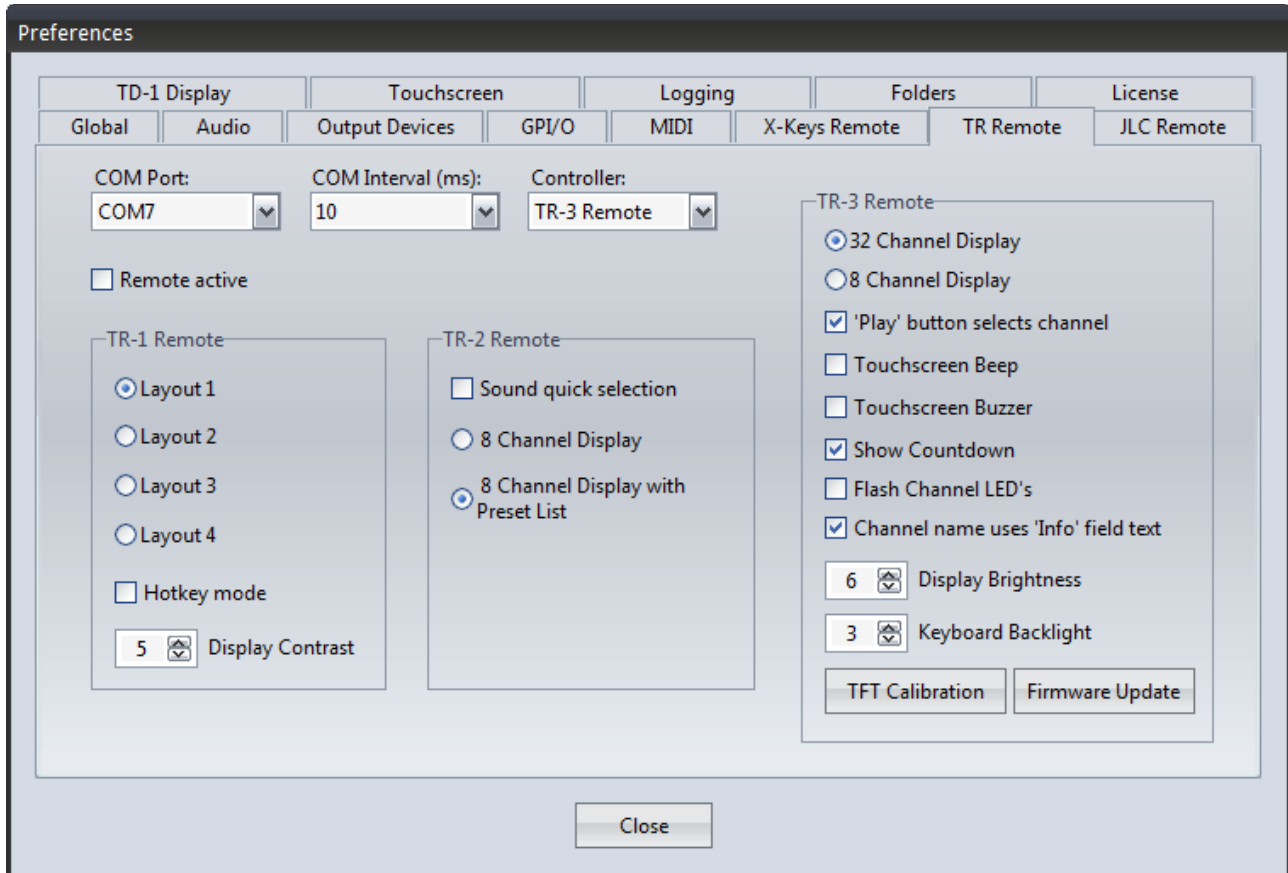 Preferences
TD-1 Display
Touchscreen
Logging
Folders
License
Global
Audio
Output Devices
GPI/O
MIDI
X-Keys Remote
TR Remote
JLC Remote
COM Port:
COM7
COM Interval (ms):
10
Controller:
TR-3 Remote
Remote active
TR-1 Remote
Layout 1
Layout 2
Layout 3
Layout 4
Hotkey mode
5
Display Contrast
TR-2 Remote
Sound quick selection
8 Channel Display
8 Channel Display with
Preset List
TR-3 Remote
32 Channel Display
8 Channel Display
'Play' button selects channel
Touchscreen Beep
Touchscreen Buzzer
Show Countdown
Flash Channel LED's
Channel name uses 'Info' field text
6
Display Brightness
3
Keyboard Backlight
TFT Calibration
Firmware Update
Close